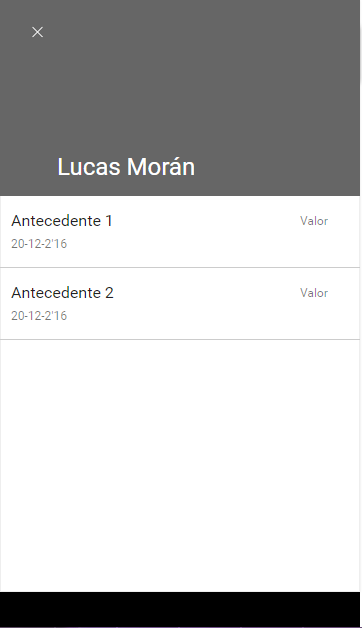 Lucas Morán
Antecedente 1 Valor
20-12-2'16
Antecedente 2 Valor
20-12-2'16